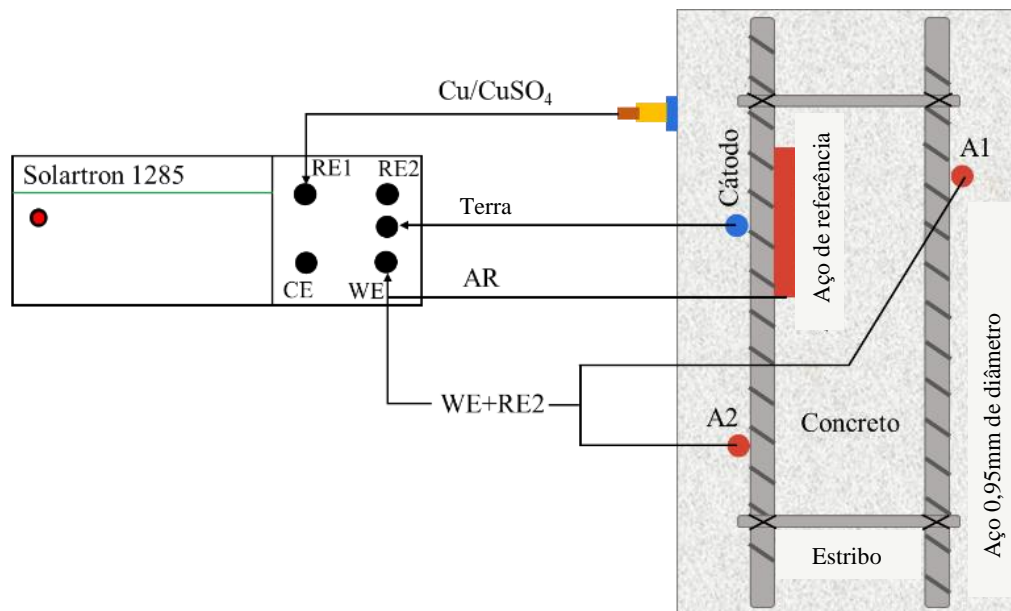 Cu/CuSO₄
Solartron 1285
RE1
RE2
Terra
CE
WE
AR
WE+RE2
Cátodo
Aço de referência
A1
A2
Concreto
Aço 0,95mm de diâmetro
Estribo